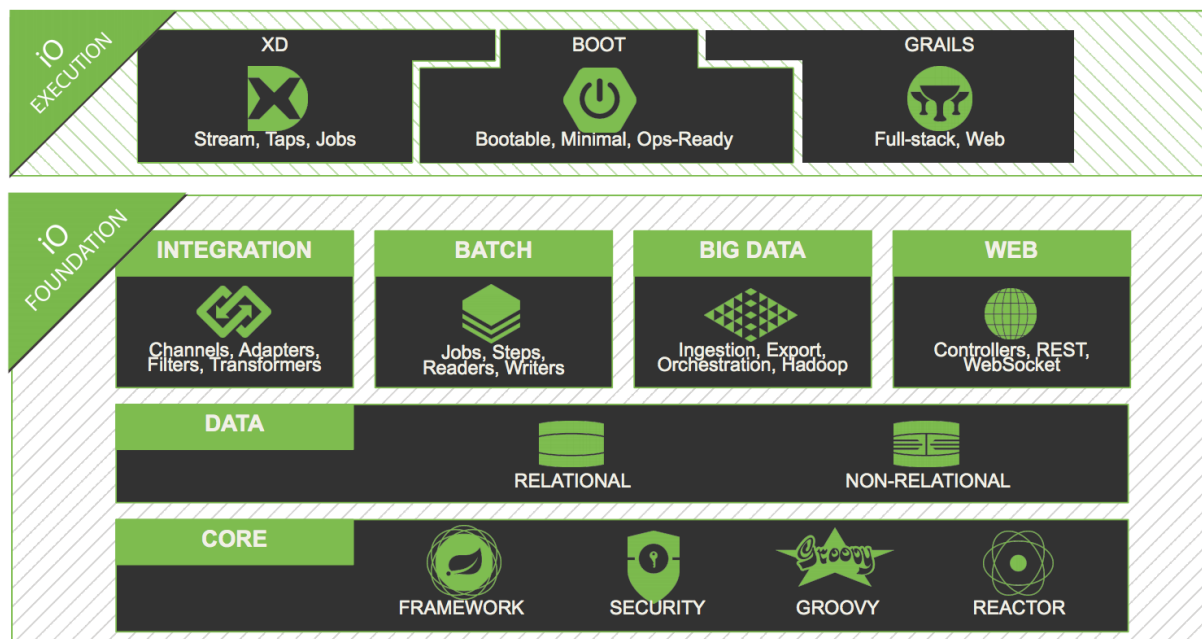 iO
EXECUTION
XD
Stream, Taps, Jobs
BOOT
Bootable, Minimal, Ops-Ready
GRAILS
Full-stack, Web
iO
FOUNDATION
INTEGRATION
Channels, Adapters,
Filters, Transformers
BATCH
Jobs, Steps,
Readers, Writers
BIG DATA
Ingestion, Export,
Orchestration, Hadoop
WEB
Controllers, REST,
WebSocket
DATA
RELATIONAL
NON-RELATIONAL
CORE
FRAMEWORK
SECURITY
Groovy
GROOVY
REACTOR